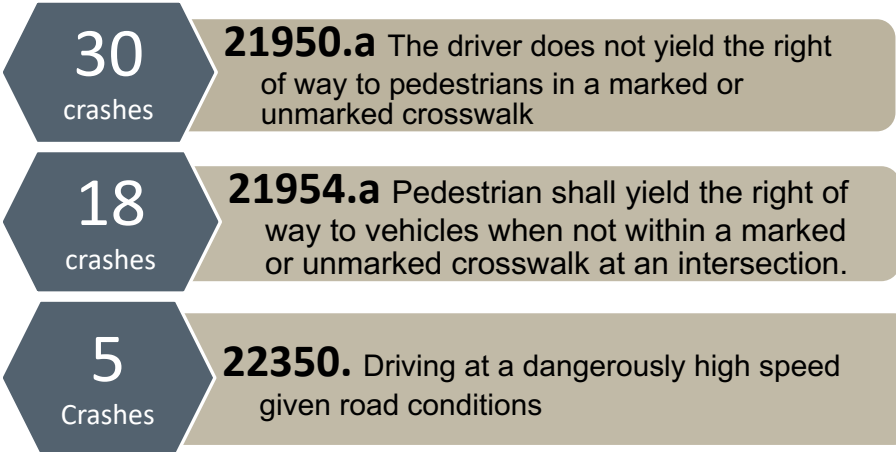 30
crashes
21950.a The driver does not yield the right
of way to pedestrians in a marked or
unmarked crosswalk
18
crashes
21954.a Pedestrian shall yield the right of
way to vehicles when not within a marked
or unmarked crosswalk at an intersection.
5
Crashes
22350. Driving at a dangerously high speed
given road conditions